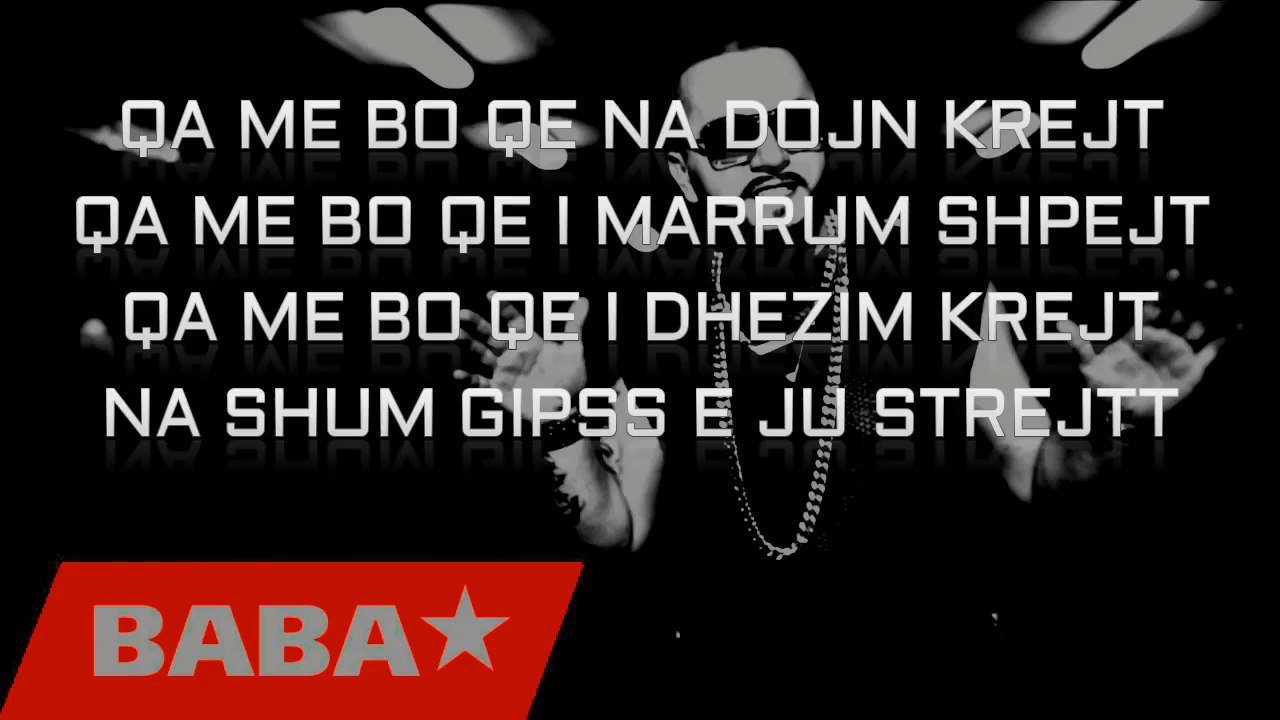 QA ME BO QE NA DOJN KREJT
QA ME BO QE I MARRUM SHPEJT
QA ME BO QE I DHEZIM KREJT
NA SHUM GIPSS E JU STREJTT
BABA★